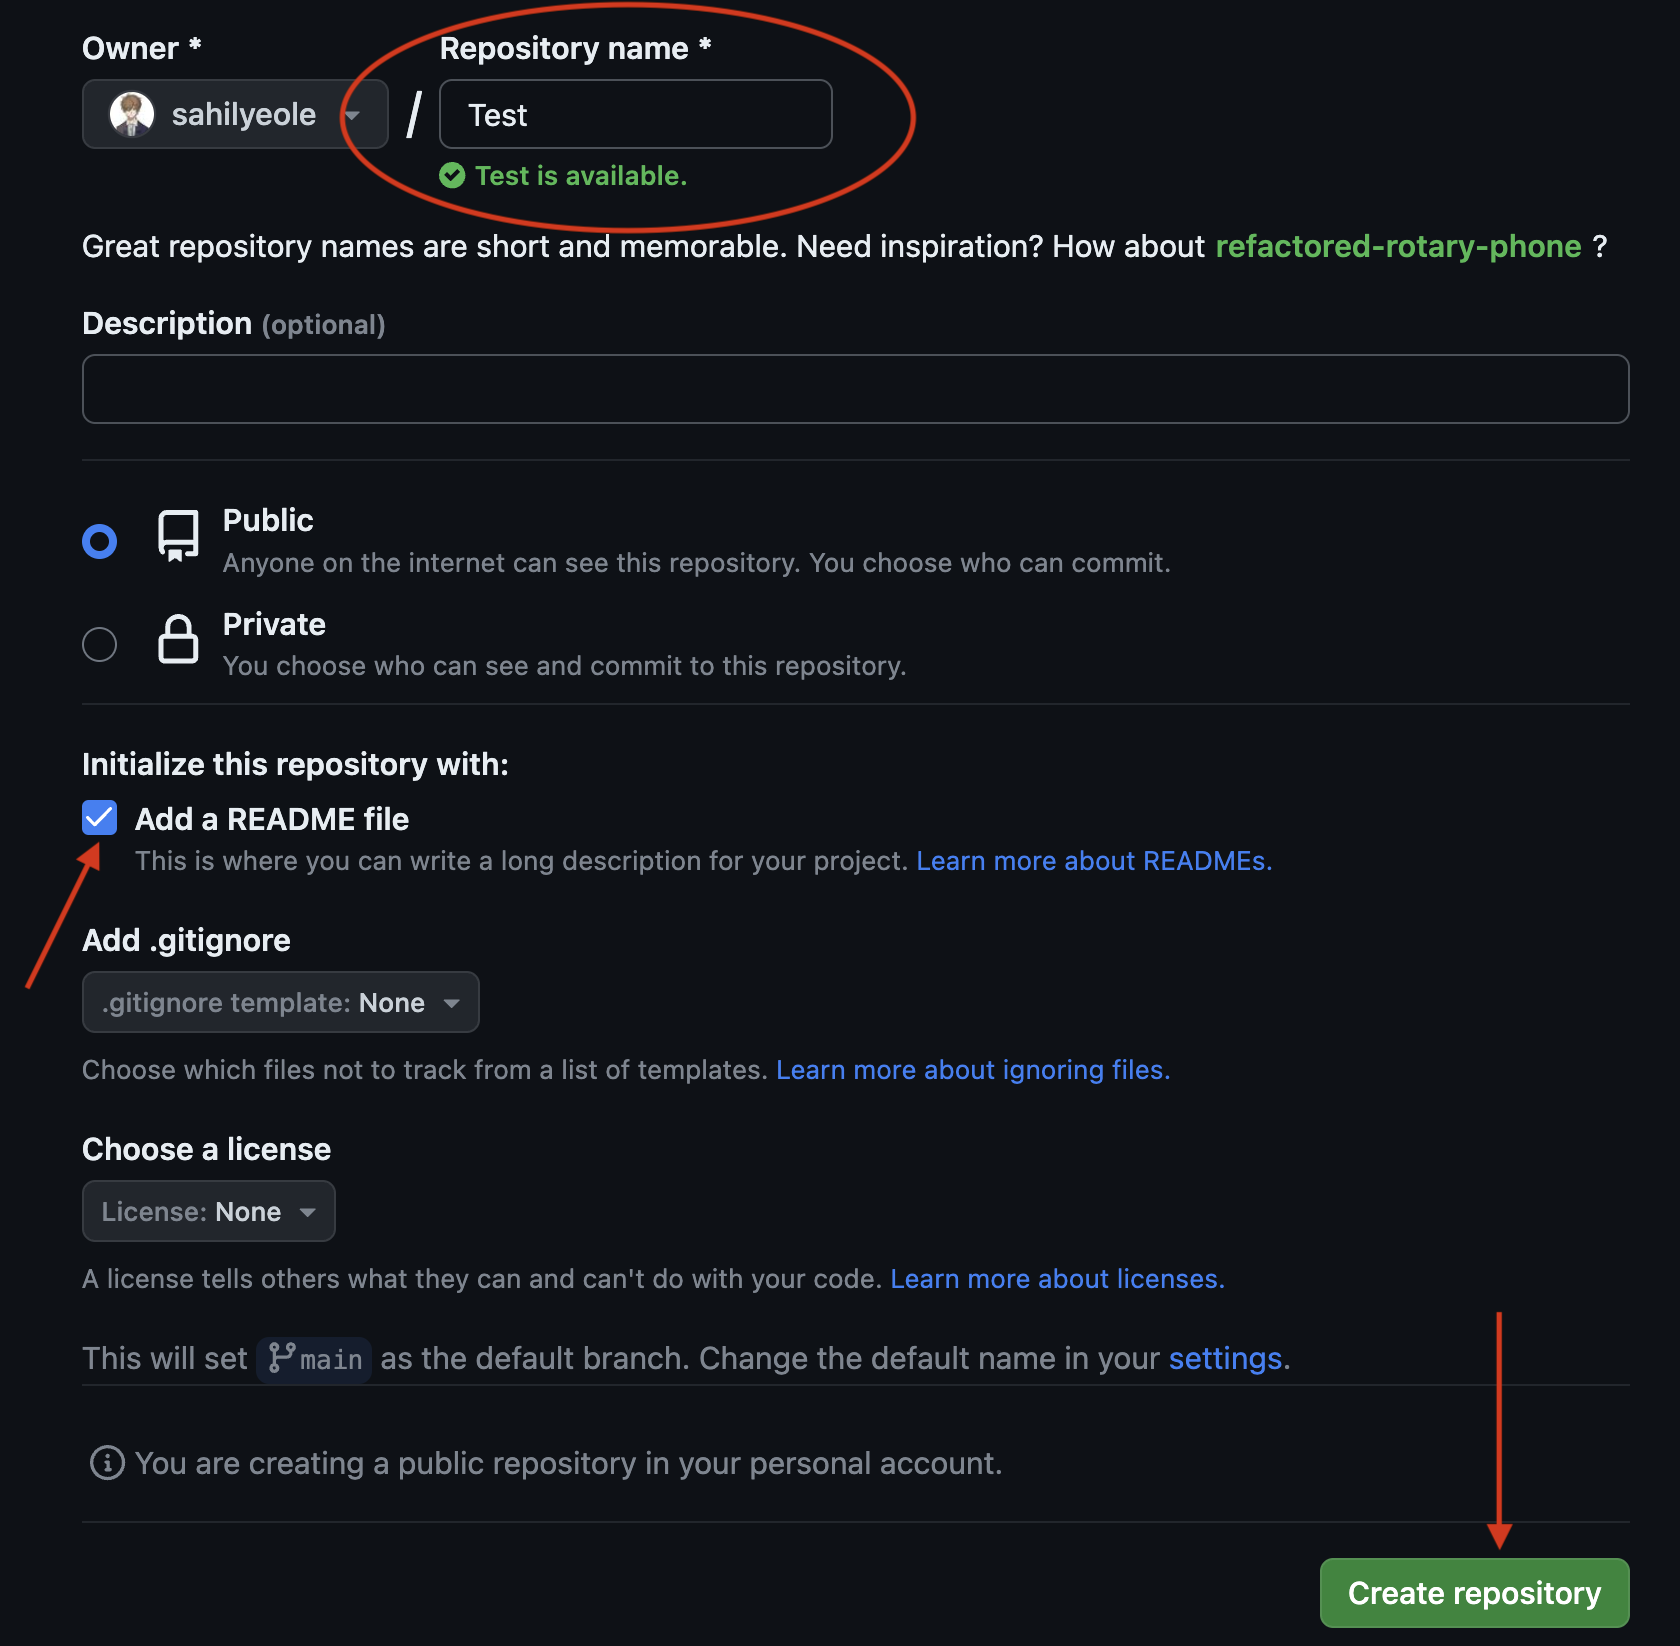 Owner *
Repository name *
sahilyeole
/
Test
Test is available.
Great repository names are short and memorable. Need inspiration? How about refactored-rotary-phone ?
Description (optional)
Public
Anyone on the internet can see this repository. You choose who can commit.
Private
You choose who can see and commit to this repository.
Initialize this repository with:
Add a README file
This is where you can write a long description for your project. Learn more about READMEs.
Add .gitignore
.gitignore template: None
Choose which files not to track from a list of templates. Learn more about ignoring files.
Choose a license
License: None
A license tells others what they can and can't do with your code. Learn more about licenses.
This will set main as the default branch. Change the default name in your settings.
You are creating a public repository in your personal account.
Create repository